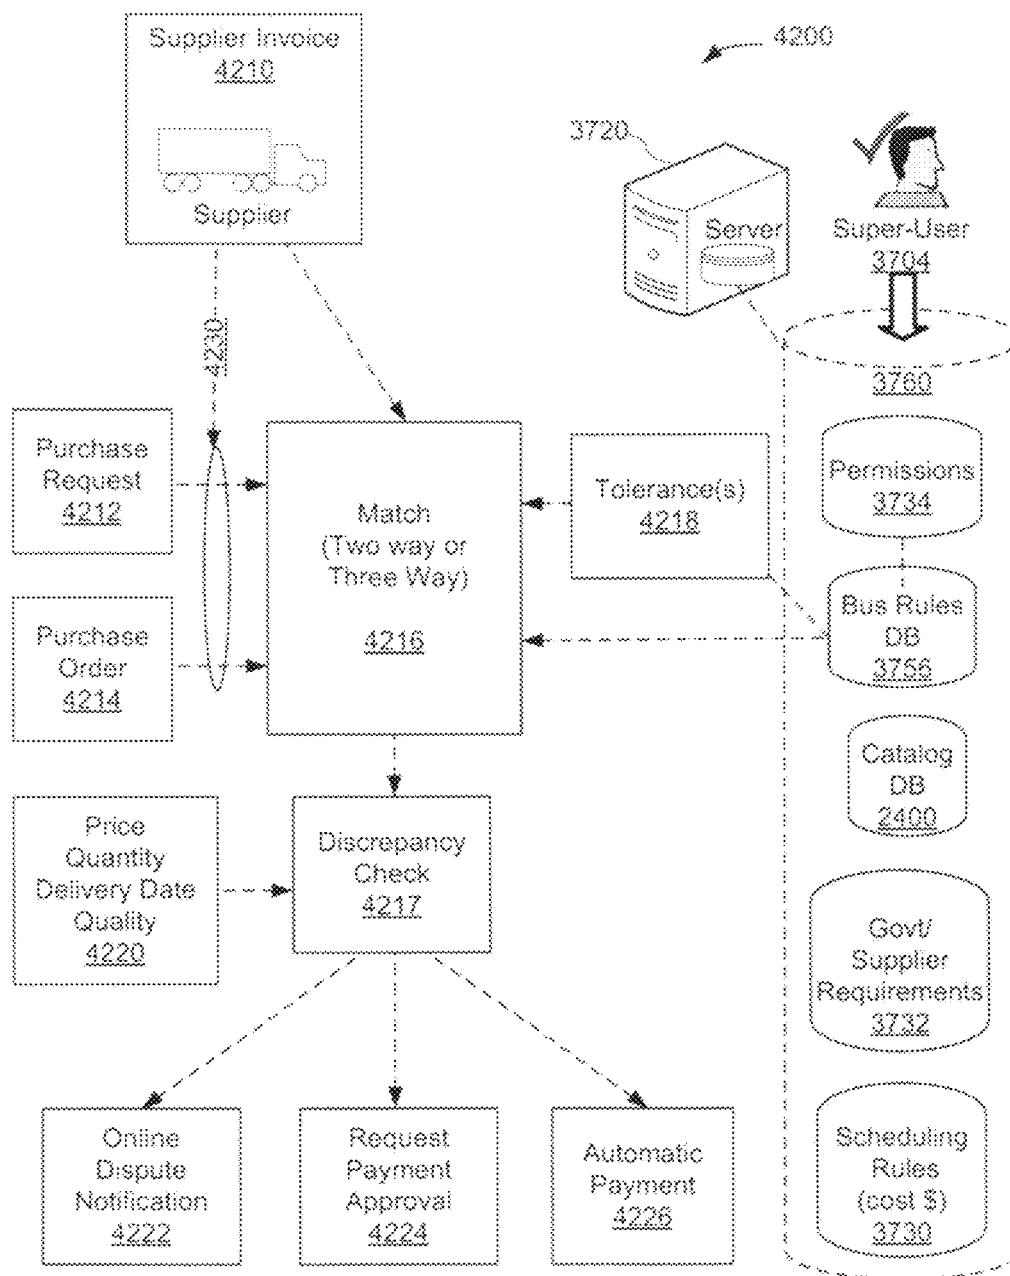 Supplier Invoice
4210
Supplier
4200
3720
Server
Super-User
3704
4230
3760
Purchase
Request
4212
Match
(Two way or
Three Way)
4216
Tolerance(s)
4218
Permissions
3734
Purchase
Order
4214
Bus Rules
DB
3756
Catalog
DB
2400
Price
Quantity
Delivery Date
Quality
4220
Discrepancy
Check
4217
Govt/
Supplier
Requirements
3732
Online
Dispute
Notification
4222
Request
Payment
Approval
4224
Automatic
Payment
4226
Scheduling
Rules
(cost $)
3730